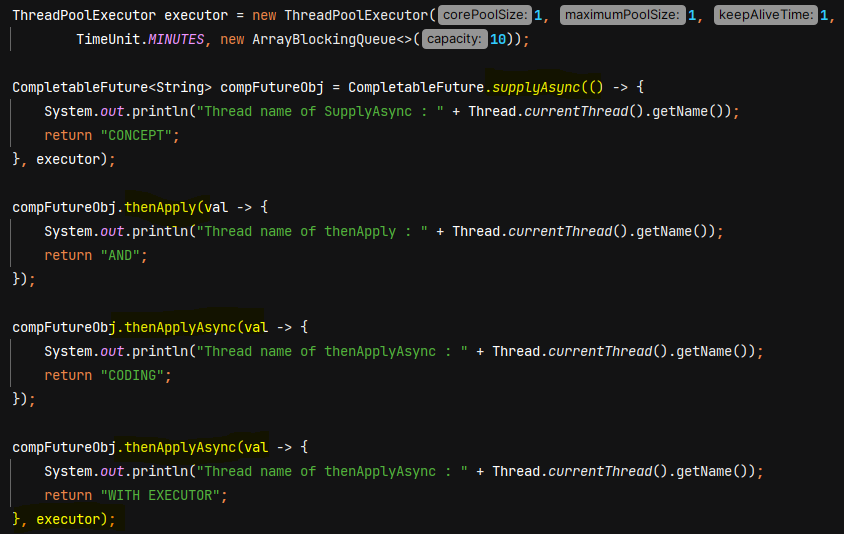 ThreadPoolExecutor executor = new ThreadPoolExecutor( corePoolSize: 1, maximumPoolSize: 1, keepAliveTime: 1,
        TimeUnit.MINUTES, new ArrayBlockingQueue<>( capacity: 10));

CompletableFuture<String> compFutureObj = CompletableFuture.supplyAsync(() -> {
    System.out.println("Thread name of SupplyAsync : " + Thread.currentThread().getName());
    return "CONCEPT";
}, executor);

compFutureObj.thenApply(val -> {
    System.out.println("Thread name of thenApply : " + Thread.currentThread().getName());
    return "AND";
});

compFutureObj.thenApplyAsync(val -> {
    System.out.println("Thread name of thenApplyAsync : " + Thread.currentThread().getName());
    return "CODING";
});

compFutureObj.thenApplyAsync(val -> {
    System.out.println("Thread name of thenApplyAsync : " + Thread.currentThread().getName());
    return "WITH EXECUTOR";
}, executor);